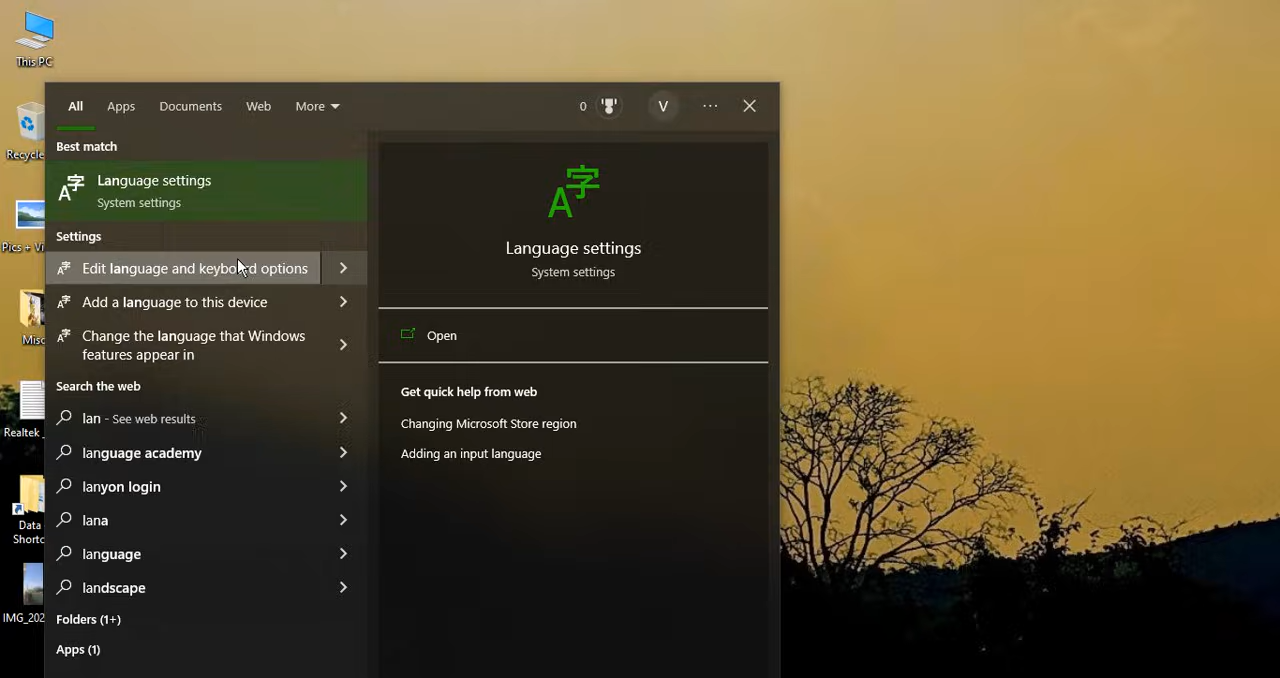 This PC
Recycle
Pics + Vi
Misc
Realtek_
Data
Shortc
IMG_202
All
Apps
Documents
Web
More
0
V
Best match
Language settings
System settings
Settings
Edit language and keyboard options
Add a language to this device
Change the language that Windows
features appear in
Search the web
lan - See web results
language academy
lanyon login
lana
language
landscape
Folders (1+)
Apps (1)
A字
Language settings
System settings
Open
Get quick help from web
Changing Microsoft Store region
Adding an input language